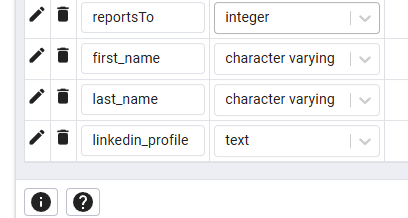 reportsTo integer
first_name character varying
last_name character varying
linkedin_profile text